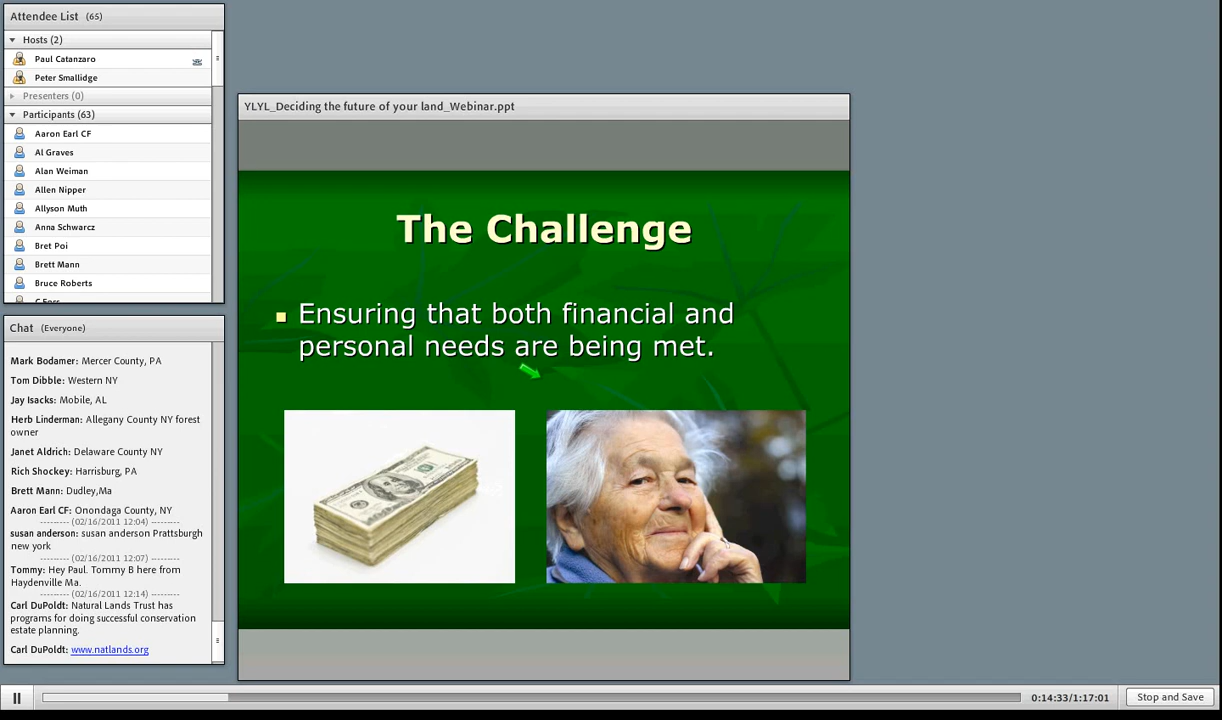 Attendee List (65)
Hosts (2)
Paul Catanzaro
Peter Smallidge
Presenters (0)
Participants (63)
Aaron Earl CF
Al Graves
Alan Weiman
Allen Nipper
Allyson Muth
Anna Schwarcz
Bret Poi
Brett Mann
Bruce Roberts
Chat (Everyone)
Mark Bodamer: Mercer County, PA
Tom Dibble: Western NY
Jay Isacks: Mobile, AL
Herb Linderman: Allegany County NY forest
owner
Janet Aldrich: Delaware County NY
Rich Shockey: Harrisburg, PA
Brett Mann: Dudley,Ma
Aaron Earl CF: Onondaga County, NY
--------- (02/16/2011 12:04) ---------
susan anderson: susan anderson Prattsburgh
new york
--------- (02/16/2011 12:07) ---------
Tommy: Hey Paul. Tommy B here from
Haydenville Ma.
--------- (02/16/2011 12:14) ---------
Carl DuPoldt: Natural Lands Trust has
programs for doing successful conservation
estate planning.
Carl DuPoldt: www.natlands.org
YLYL_Deciding the future of your land_Webinar.ppt
The Challenge
Ensuring that both financial and
personal needs are being met.
0:14:33/1:17:01
Stop and Save